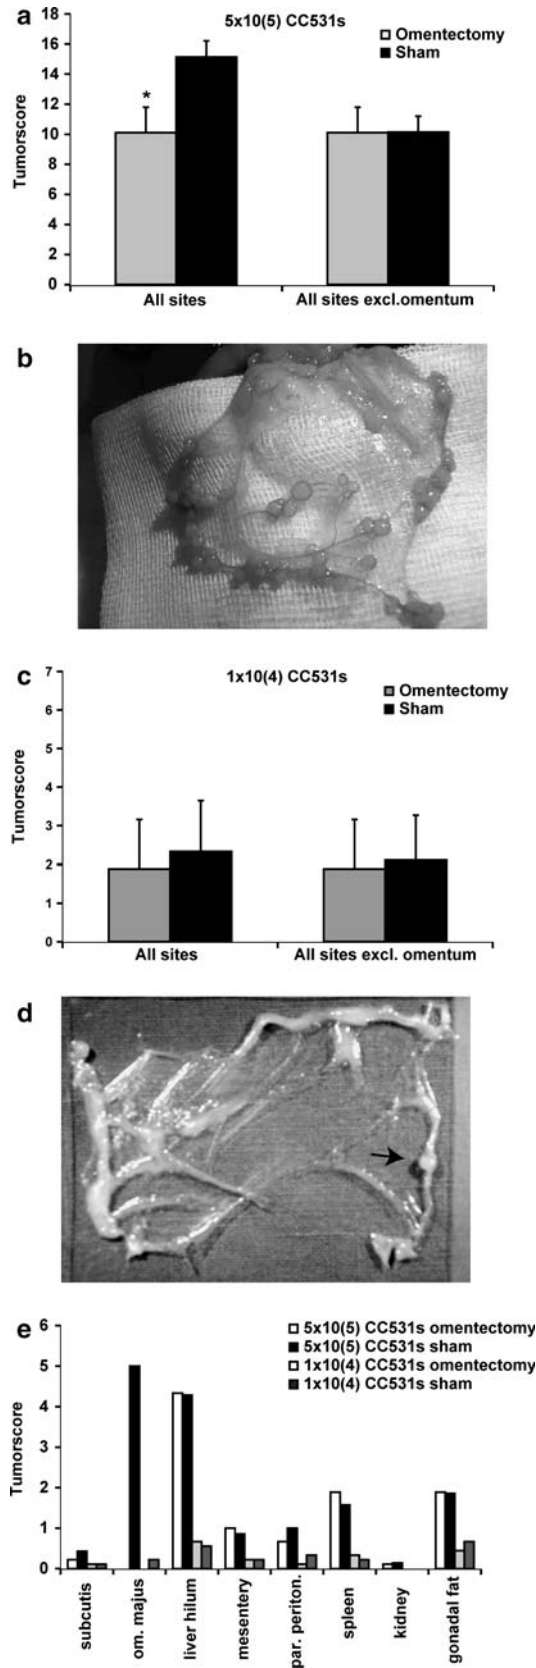 a
5x10(5) CC531s
Omentectomy
Sham
Tumorscore
18
16
14
12
10
8
6
4
2
0
*
All sites
All sites excl.omentum
b
c
1x10(4) CC531s
Omentectomy
Sham
Tumorscore
7
6
5
4
3
2
1
0
All sites
All sites excl. omentum
d
e
5x10(5) CC531s omentectomy
5x10(5) CC531s sham
1x10(4) CC531s omentectomy
1x10(4) CC531s sham
Tumorscore
6
5
4
3
2
1
0
subcutis
om. majus
liver hilum
mesentery
par. periton.
spleen
kidney
gonadal fat